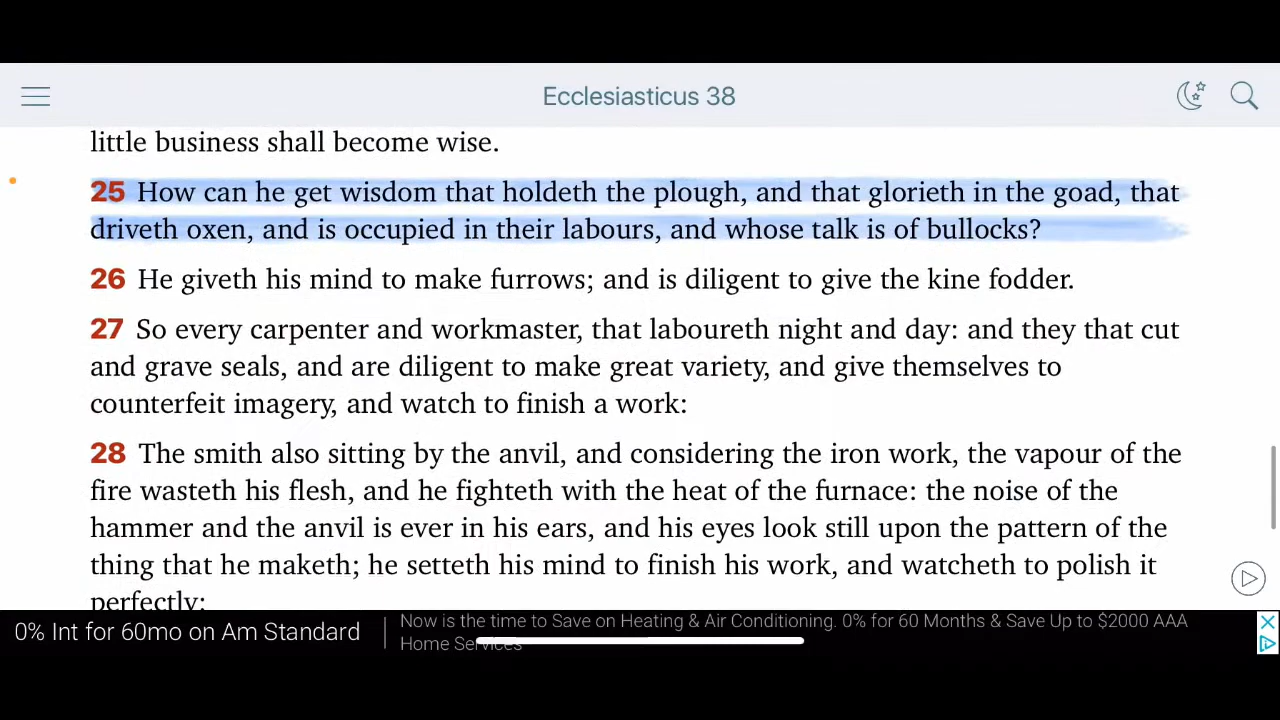 Ecclesiasticus 38
little business shall become wise.
25 How can he get wisdom that holdeth the plough, and that glorieth in the goad, that
driveth oxen, and is occupied in their labours, and whose talk is of bullocks?
26 He giveth his mind to make furrows; and is diligent to give the kine fodder.
27 So every carpenter and workmaster, that laboureth night and day: and they that cut
and grave seals, and are diligent to make great variety, and give themselves to
counterfeit imagery, and watch to finish a work:
28 The smith also sitting by the anvil, and considering the iron work, the vapour of the
fire wasteth his flesh, and he fighteth with the heat of the furnace: the noise of the
hammer and the anvil is ever in his ears, and his eyes look still upon the pattern of the
thing that he maketh; he setteth his mind to finish his work, and watcheth to polish it
perfectly:
0% Int for 60mo on Am Standard
Now is the time to Save on Heating & Air Conditioning. 0% for 60 Months & Save Up to $2000 AAA
Home Services